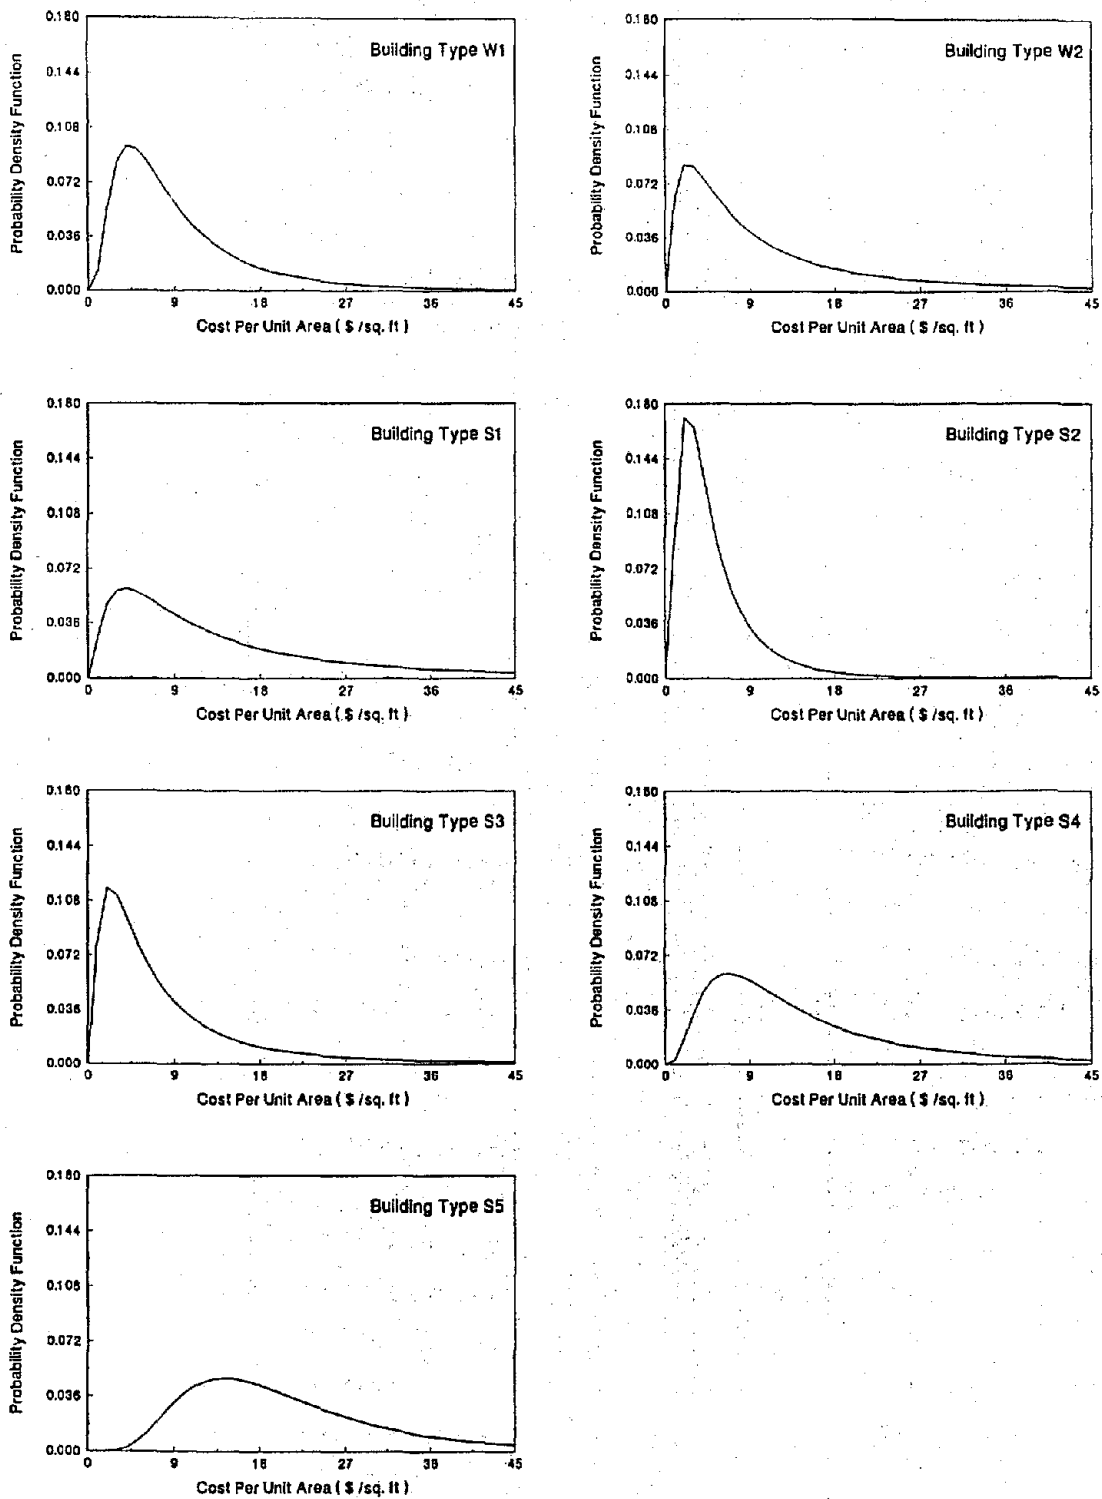 Building Type W1
Probability Density Function
0.180
0.144
0.108
0.072
0.036
0.000
0 9 18 27 36 45
Cost Per Unit Area ( $ /sq. ft )
Building Type W2
Probability Density Function
0.180
0.144
0.108
0.072
0.036
0.000
0 9 18 27 36 45
Cost Per Unit Area ( $ /sq. ft )
Building Type S1
Probability Density Function
0.180
0.144
0.108
0.072
0.036
0.000
0 9 18 27 36 45
Cost Per Unit Area ( $ /sq. ft )
Building Type S2
Probability Density Function
0.180
0.144
0.108
0.072
0.036
0.000
0 9 18 27 36 45
Cost Per Unit Area ( $ /sq. ft )
Building Type S3
Probability Density Function
0.180
0.144
0.108
0.072
0.036
0.000
0 9 18 27 36 45
Cost Per Unit Area ( $ /sq. ft )
Building Type S4
Probability Density Function
0.180
0.144
0.108
0.072
0.036
0.000
0 9 18 27 36 45
Cost Per Unit Area ( $ /sq. ft )
Building Type S5
Probability Density Function
0.180
0.144
0.108
0.072
0.036
0.000
0 9 18 27 36 45
Cost Per Unit Area ( $ /sq. ft )